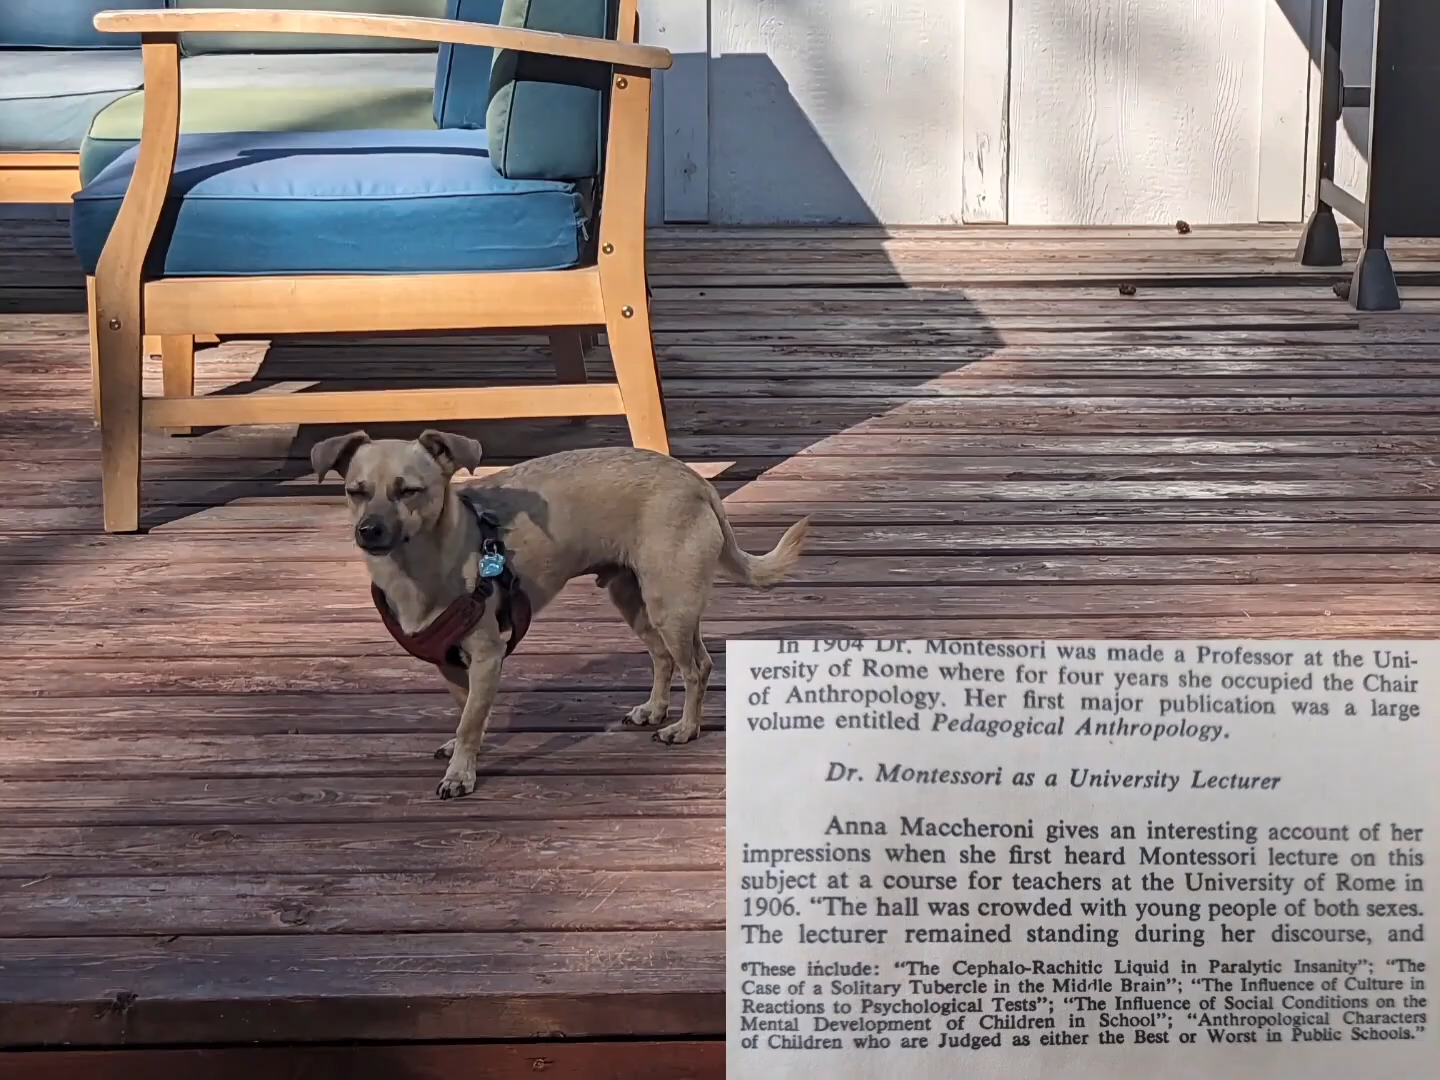 In 1904 Dr. Montessori was made a Professor at the Uni-
versity of Rome where for four years she occupied the Chair
of Anthropology. Her first major publication was a large
volume entitled Pedagogical Anthropology.
Dr. Montessori as a University Lecturer
Anna Maccheroni gives an interesting account of her
impressions when she first heard Montessori lecture on this
subject at a course for teachers at the University of Rome in
1906. “The hall was crowded with young people of both sexes.
The lecturer remained standing during her discourse, and
⁶These include: “The Cephalo-Rachitic Liquid in Paralytic Insanity”; “The
Case of a Solitary Tubercle in the Middle Brain”; “The Influence of Culture in
Reactions to Psychological Tests”; “The Influence of Social Conditions on the
Mental Development of Children in School”; “Anthropological Characters
of Children who are Judged as either the Best or Worst in Public Schools.”